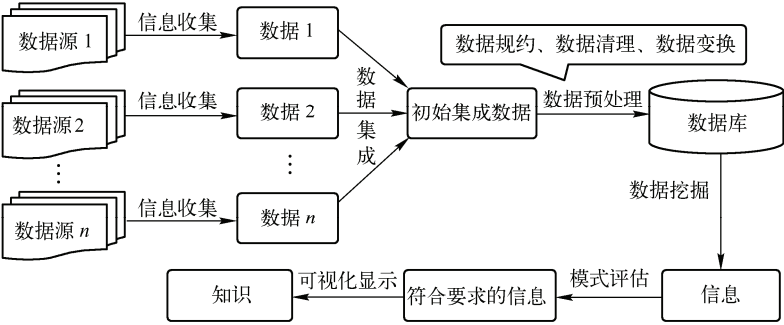 数据源 1
信息收集
数据 1
数据规约、数据清理、数据变换
数据源 2
信息收集
数据 2
数据
集成
初始集成数据
数据预处理
数据库
⋮
⋮
数据源 n
信息收集
数据 n
数据挖掘
知识
可视化显示
符合要求的信息
模式评估
信息